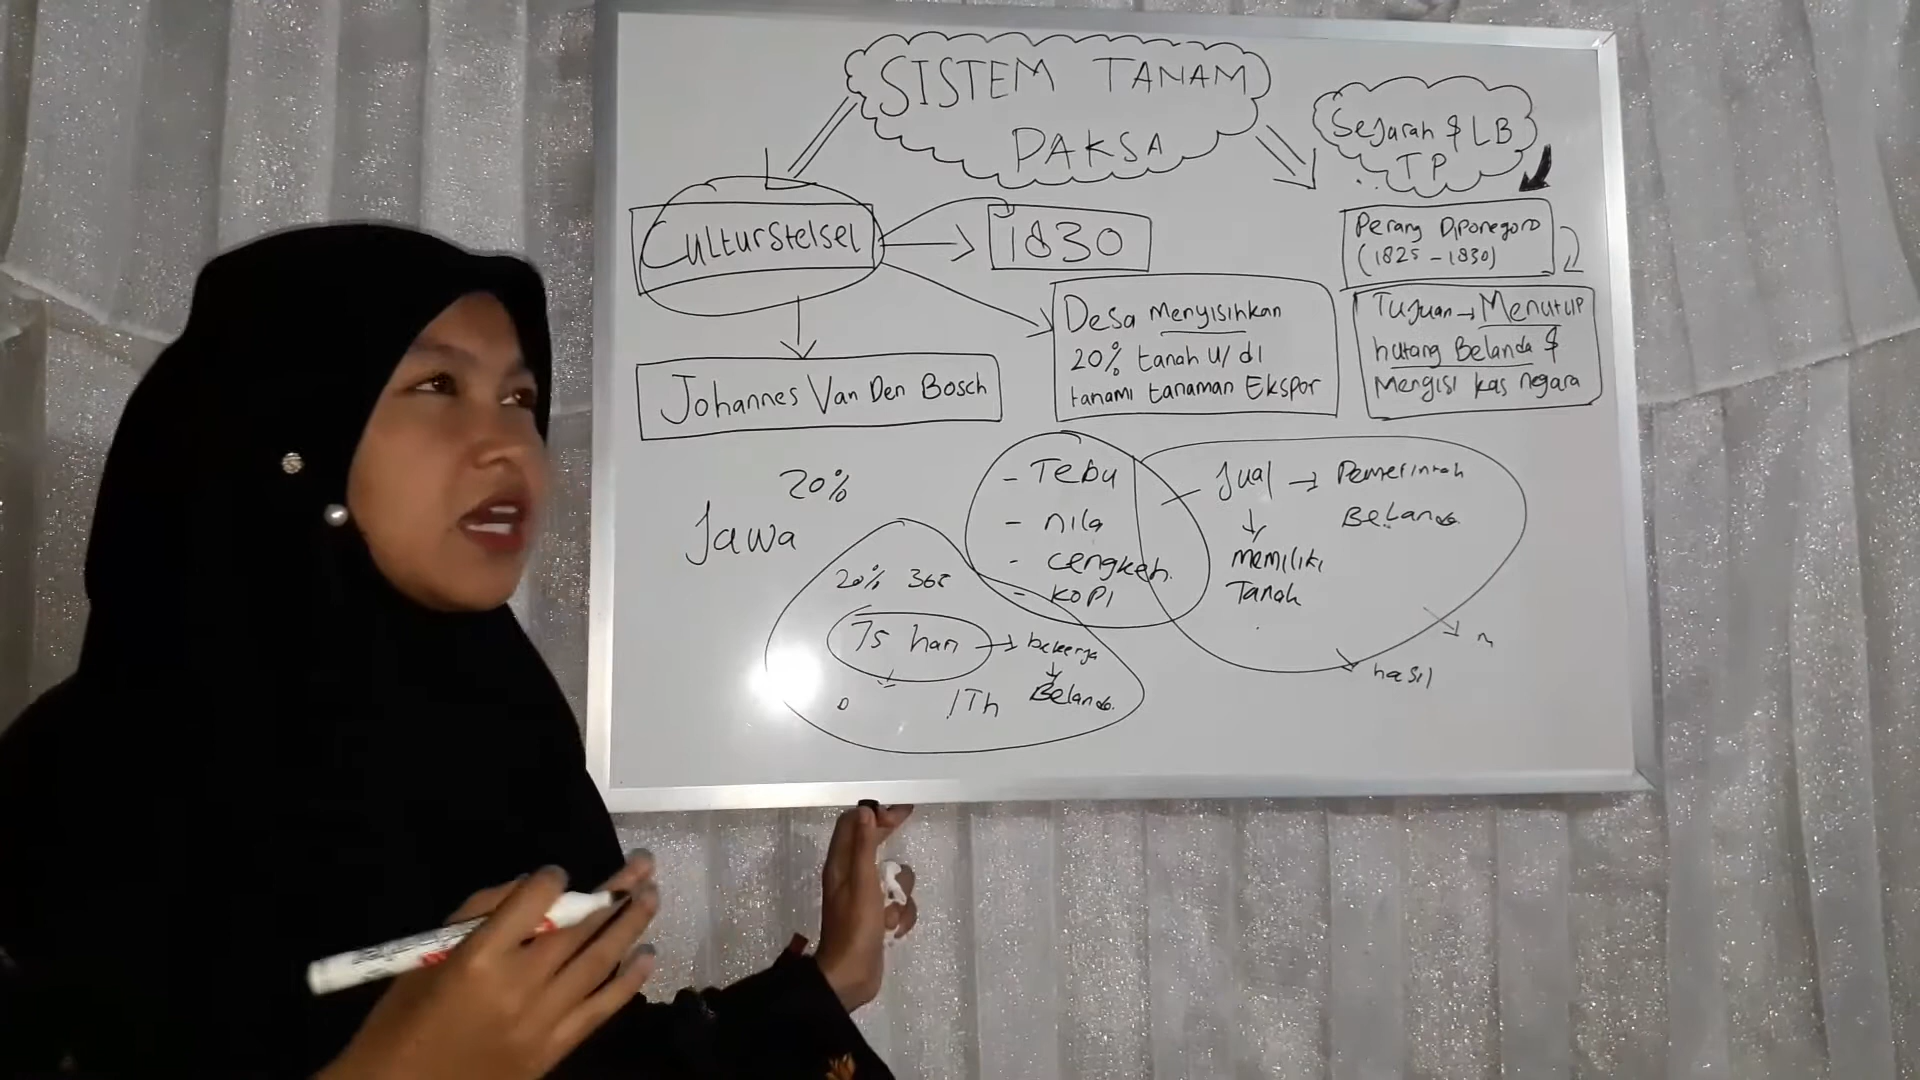 SISTEM TANAM
PAKSA
Sejarah & LB
TP
Culturstelsel
1830
Perang Diponegoro
(1825 - 1830)
Desa Menyisihkan
20% tanah u/ di
tanami tanaman Ekspor
Tujuan → Menutup
hutang Belanda &
Mengisi kas negara
Johannes Van Den Bosch
20%
Jawa
- Tebu
- nila
- cengkeh
- KOPI
Jual → Pemerintah
Belanda
memiliki
Tanah
20% 365
75 hari → bekerja
Belanda
1 Th
hasil